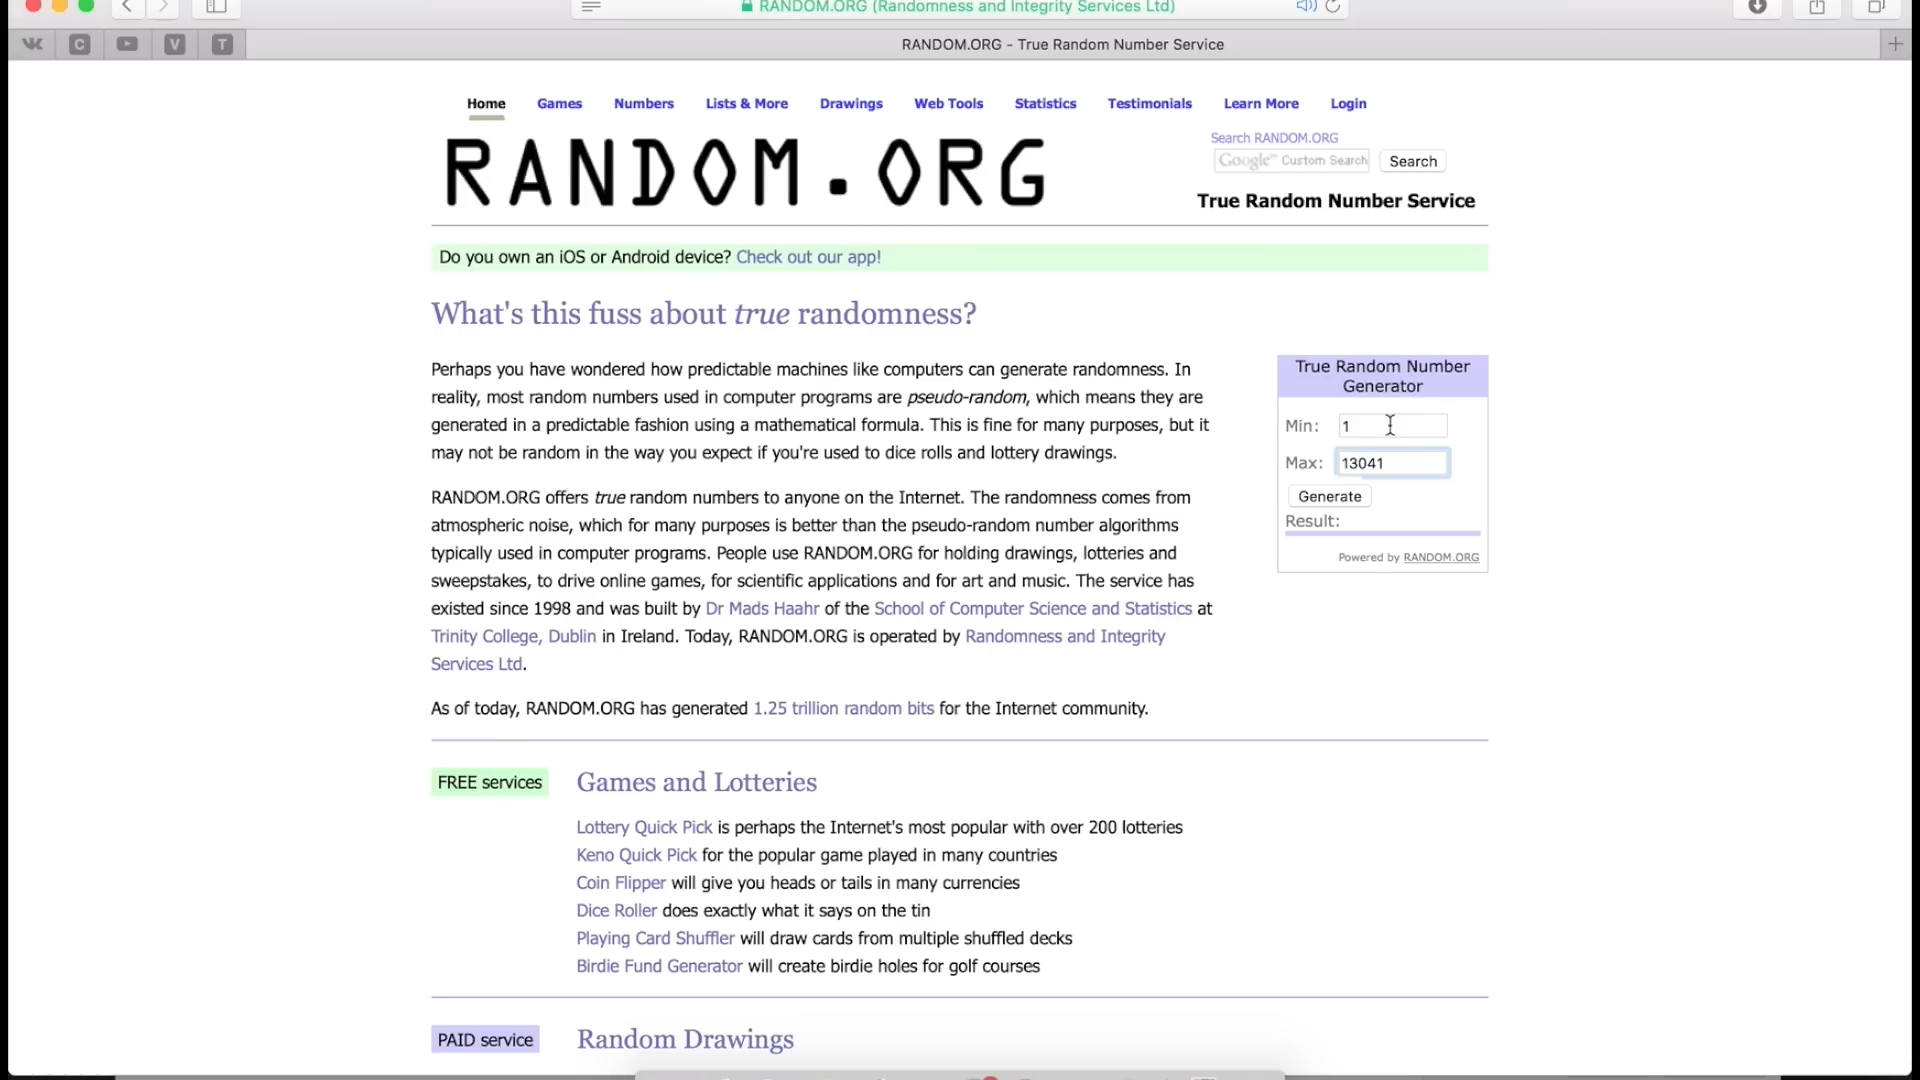 RANDOM.ORG (Randomness and Integrity Services Ltd)
C V T
RANDOM.ORG - True Random Number Service
Home Games Numbers Lists & More Drawings Web Tools Statistics Testimonials Learn More Login
RANDOM.ORG
Search RANDOM.ORG
Google™ Custom Search Search
True Random Number Service
Do you own an iOS or Android device? Check out our app!
What's this fuss about true randomness?
Perhaps you have wondered how predictable machines like computers can generate randomness. In
reality, most random numbers used in computer programs are pseudo-random, which means they are
generated in a predictable fashion using a mathematical formula. This is fine for many purposes, but it
may not be random in the way you expect if you're used to dice rolls and lottery drawings.
RANDOM.ORG offers true random numbers to anyone on the Internet. The randomness comes from
atmospheric noise, which for many purposes is better than the pseudo-random number algorithms
typically used in computer programs. People use RANDOM.ORG for holding drawings, lotteries and
sweepstakes, to drive online games, for scientific applications and for art and music. The service has
existed since 1998 and was built by Dr Mads Haahr of the School of Computer Science and Statistics at
Trinity College, Dublin in Ireland. Today, RANDOM.ORG is operated by Randomness and Integrity
Services Ltd.
As of today, RANDOM.ORG has generated 1.25 trillion random bits for the Internet community.
True Random Number
Generator
Min: 1
Max: 13041
Generate
Result:
Powered by RANDOM.ORG
FREE services
Games and Lotteries
Lottery Quick Pick is perhaps the Internet's most popular with over 200 lotteries
Keno Quick Pick for the popular game played in many countries
Coin Flipper will give you heads or tails in many currencies
Dice Roller does exactly what it says on the tin
Playing Card Shuffler will draw cards from multiple shuffled decks
Birdie Fund Generator will create birdie holes for golf courses
PAID service
Random Drawings